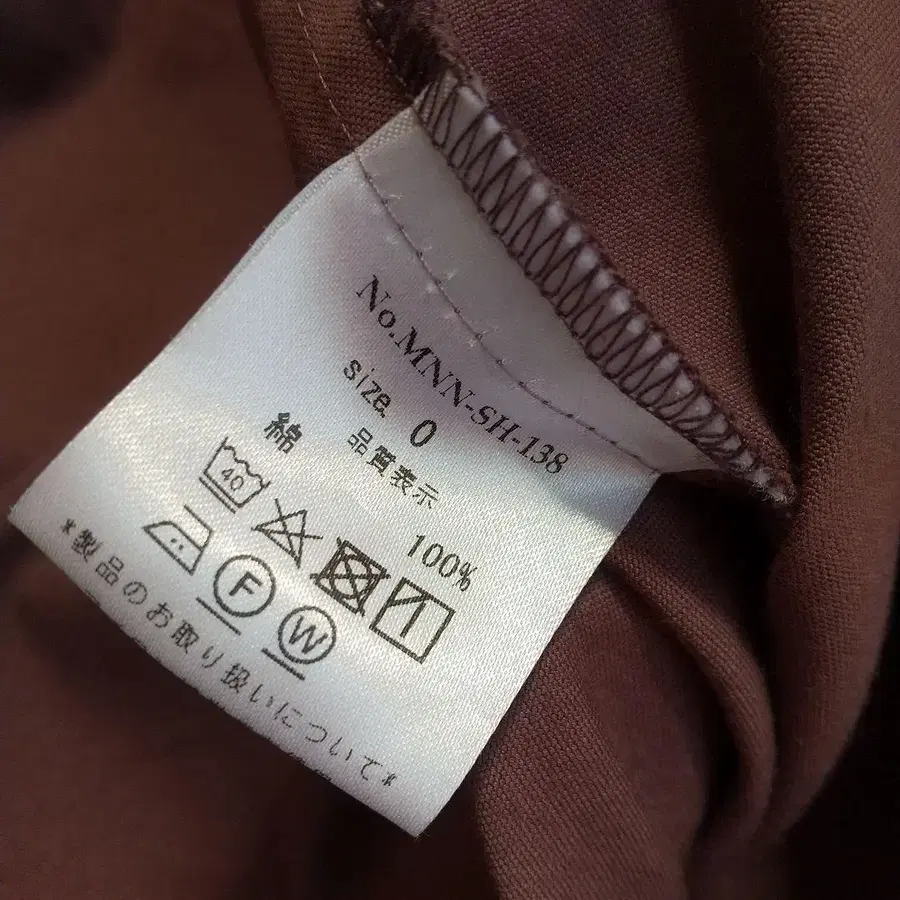 No.MNN-SH-138
size. 0
品質表示
綿 100%
40
F W
*製品のお取り扱いについて*